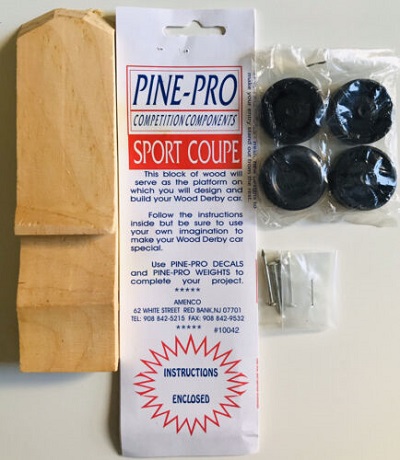 PINE-PRO
COMPETITION COMPONENTS
SPORT COUPE
This block of wood will
serve as the platform on
which you will design and
build your Wood Derby car.
Follow the instructions
inside but be sure to use
your own imagination to
make your Wood Derby car
special.
Use PINE-PRO DECALS
and PINE-PRO WEIGHTS to
complete your project.
*****
AMENCO
62 WHITE STREET RED BANK, NJ 07701
TEL: 908 842-5215 FAX: 908 842-9532
*****
#10042
INSTRUCTIONS
ENCLOSED